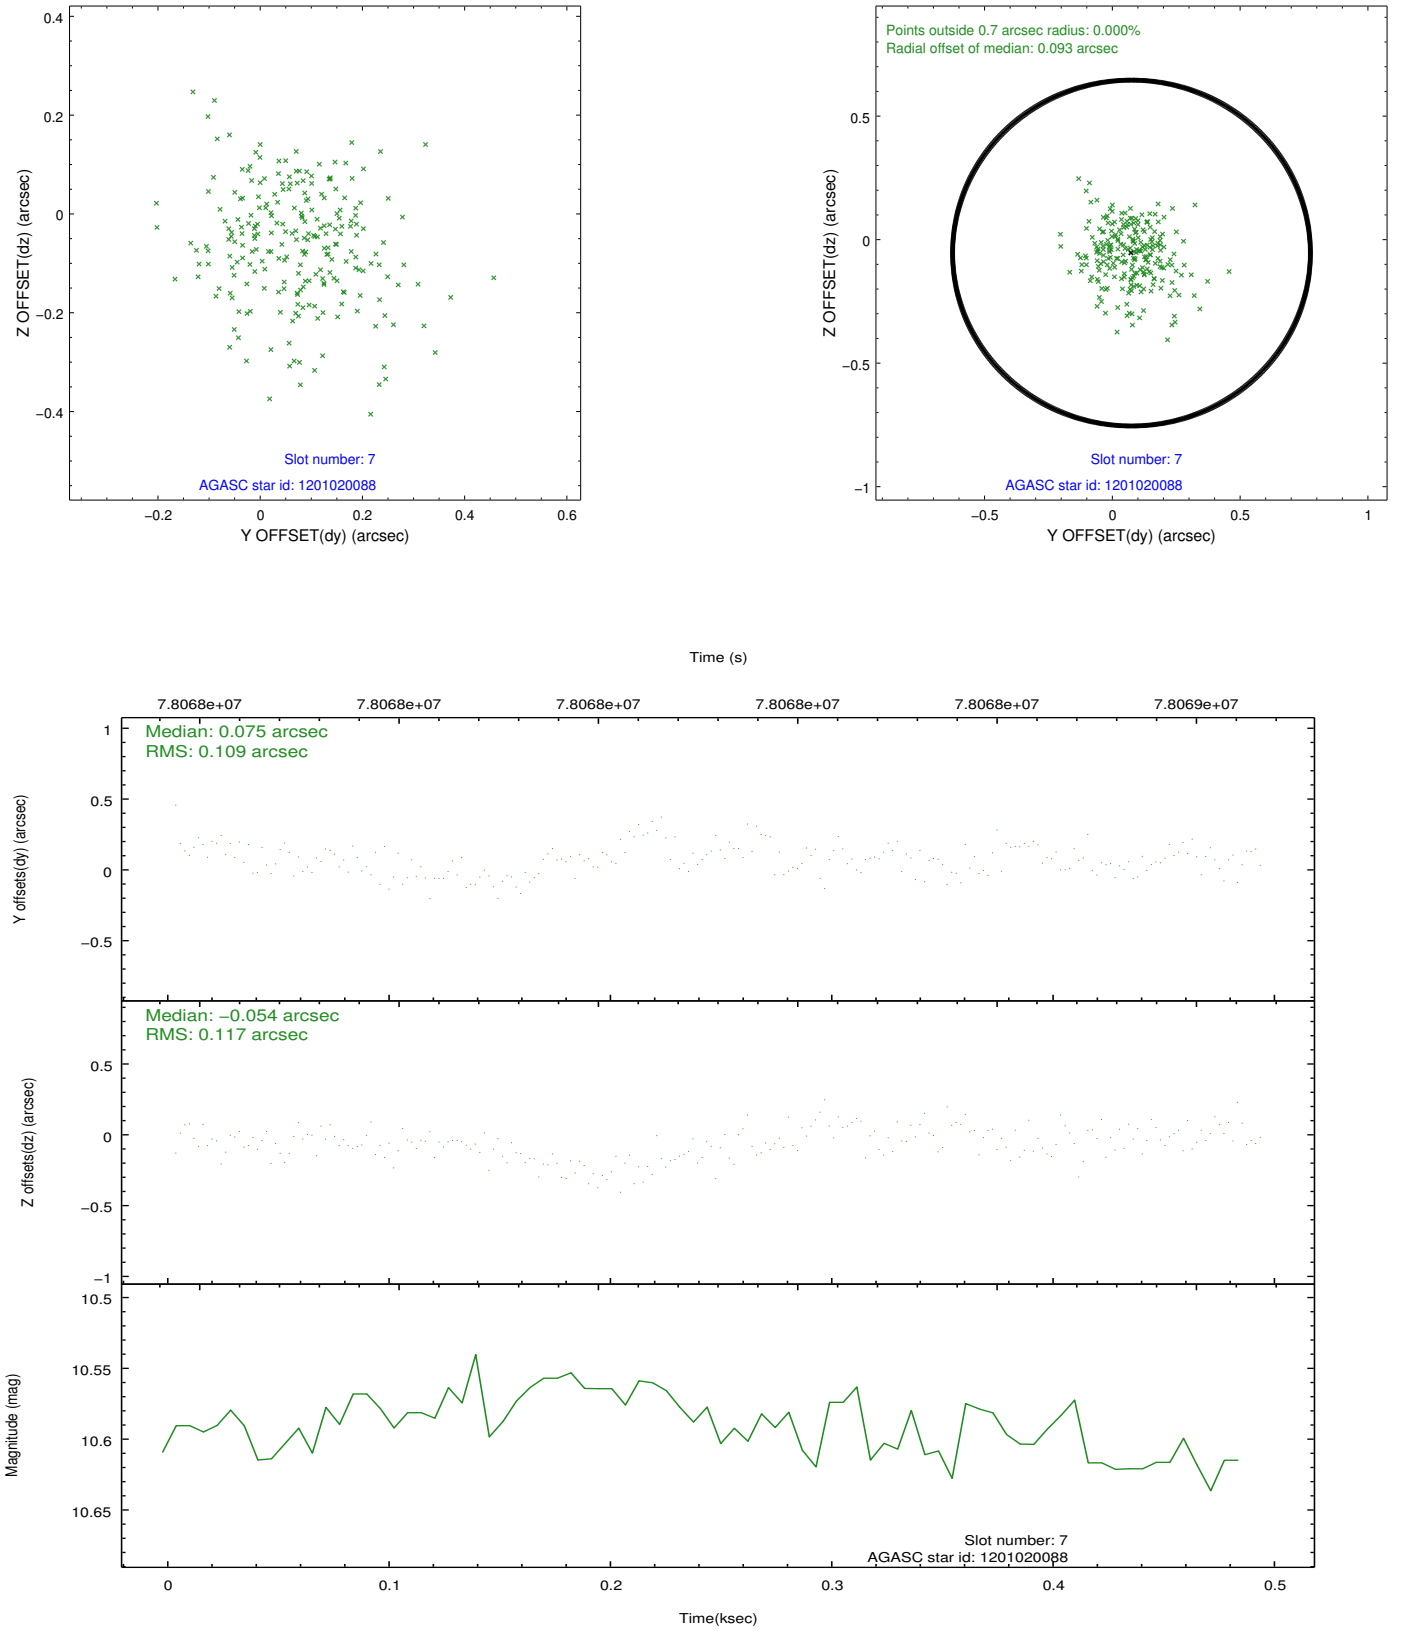 0.4
0.2
0
−0.2
−0.4
Z OFFSET(dz) (arcsec)
Slot number: 7
AGASC star id: 1201020088
−0.2 0 0.2 0.4 0.6
Y OFFSET(dy) (arcsec)
Points outside 0.7 arcsec radius: 0.000%
Radial offset of median: 0.093 arcsec
0.5
0
−0.5
−1
Z OFFSET(dz) (arcsec)
Slot number: 7
AGASC star id: 1201020088
−0.5 0 0.5 1
Y OFFSET(dy) (arcsec)
Time (s)
7.8068e+07 7.8068e+07 7.8068e+07 7.8068e+07 7.8068e+07 7.8069e+07
Median: 0.075 arcsec
RMS: 0.109 arcsec
1
0.5
0
−0.5
Y offsets(dy) (arcsec)
Median: −0.054 arcsec
RMS: 0.117 arcsec
0.5
0
−0.5
−1
Z offsets(dz) (arcsec)
10.5
10.55
10.6
10.65
Magnitude (mag)
Slot number: 7
AGASC star id: 1201020088
0 0.1 0.2 0.3 0.4 0.5
Time(ksec)